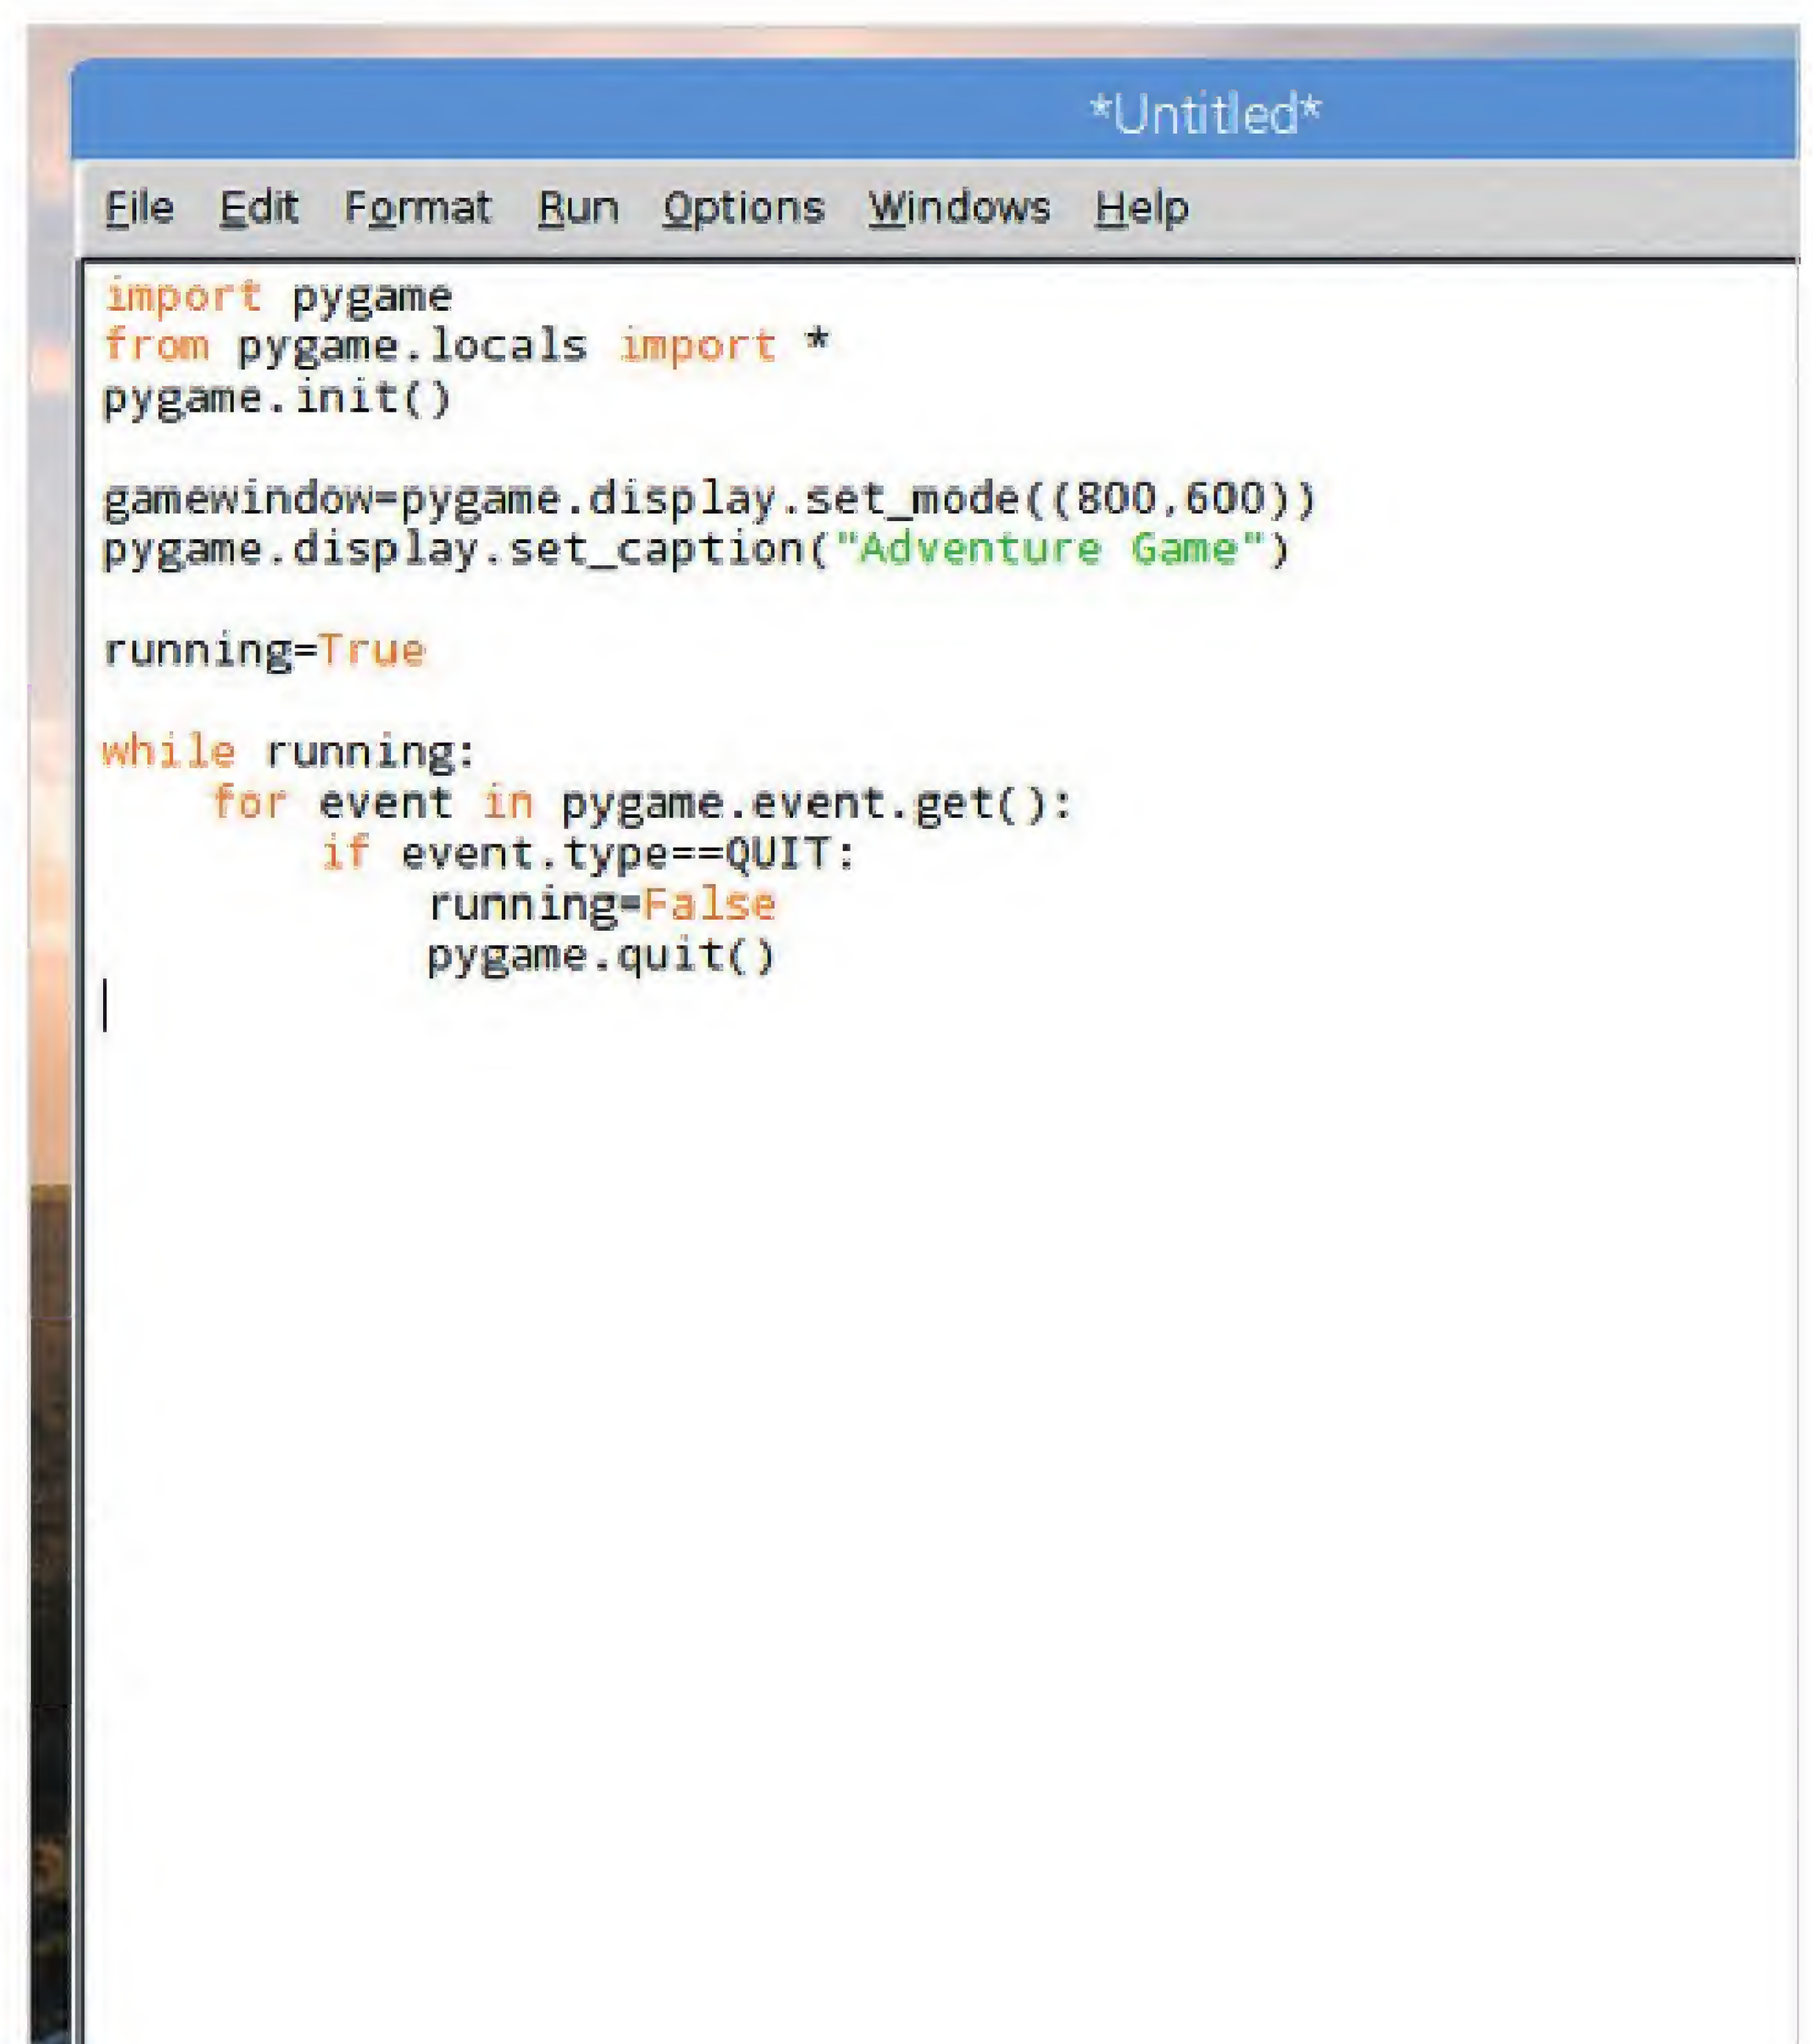 *Untitled*
File Edit Format Run Options Windows Help
import pygame
from pygame.locals import *
pygame.init()
gamewindow=pygame.display.set_mode((800,600))
pygame.display.set_caption("Adventure Game")
running=True
while running:
    for event in pygame.event.get():
        if event.type==QUIT:
            running=False
            pygame.quit()